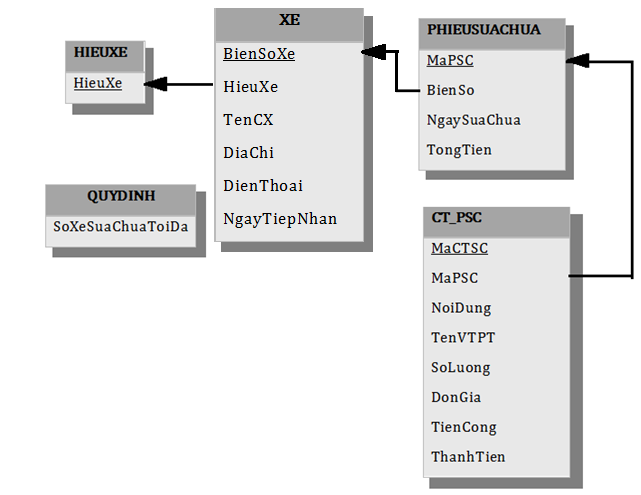 HIEUXE
HieuXe
XE
BienSoXe
HieuXe
TenCX
DiaChi
DienThoai
NgayTiepNhan
PHIEUSUACHUA
MaPSC
BienSo
NgaySuaChua
TongTien
QUYDINH
SoXeSuaChuaToiDa
CT_PSC
MaCTSC
MaPSC
NoiDung
TenVTPT
SoLuong
DonGia
TienCong
ThanhTien